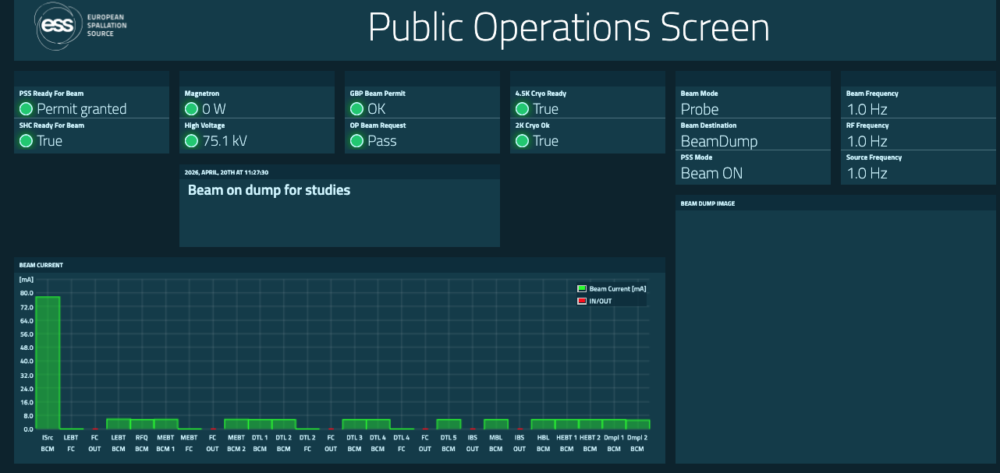 ess
EUROPEAN
SPALLATION
SOURCE
Public Operations Screen
PSS Ready For Beam
Permit granted
SHC Ready For Beam
True
Magnetron
0 W
High Voltage
75.1 kV
GBP Beam Permit
OK
OP Beam Request
Pass
4.5K Cryo Ready
True
2K Cryo Ok
True
Beam Mode
Probe
Beam Destination
BeamDump
PSS Mode
Beam ON
Beam Frequency
1.0 Hz
RF Frequency
1.0 Hz
Source Frequency
1.0 Hz
2026, APRIL, 20TH AT 11:27:30
Beam on dump for studies
BEAM DUMP IMAGE
BEAM CURRENT
[mA]
Beam Current [mA]
IN/OUT
80.0
72.0
64.0
56.0
48.0
40.0
32.0
24.0
16.0
8.0
0.0
ISrc LEBT FC LEBT RFQ MEBT MEBT FC MEBT DTL 1 DTL 2 DTL 2 FC DTL 3 DTL 4 DTL 4 FC DTL 5 IBS MBL IBS HBL HEBT 1 HEBT 2 Dmpl 1 Dmpl 2
BCM FC OUT BCM BCM BCM 1 FC OUT BCM 2 BCM BCM FC OUT BCM BCM FC OUT BCM OUT BCM OUT BCM BCM BCM BCM BCM